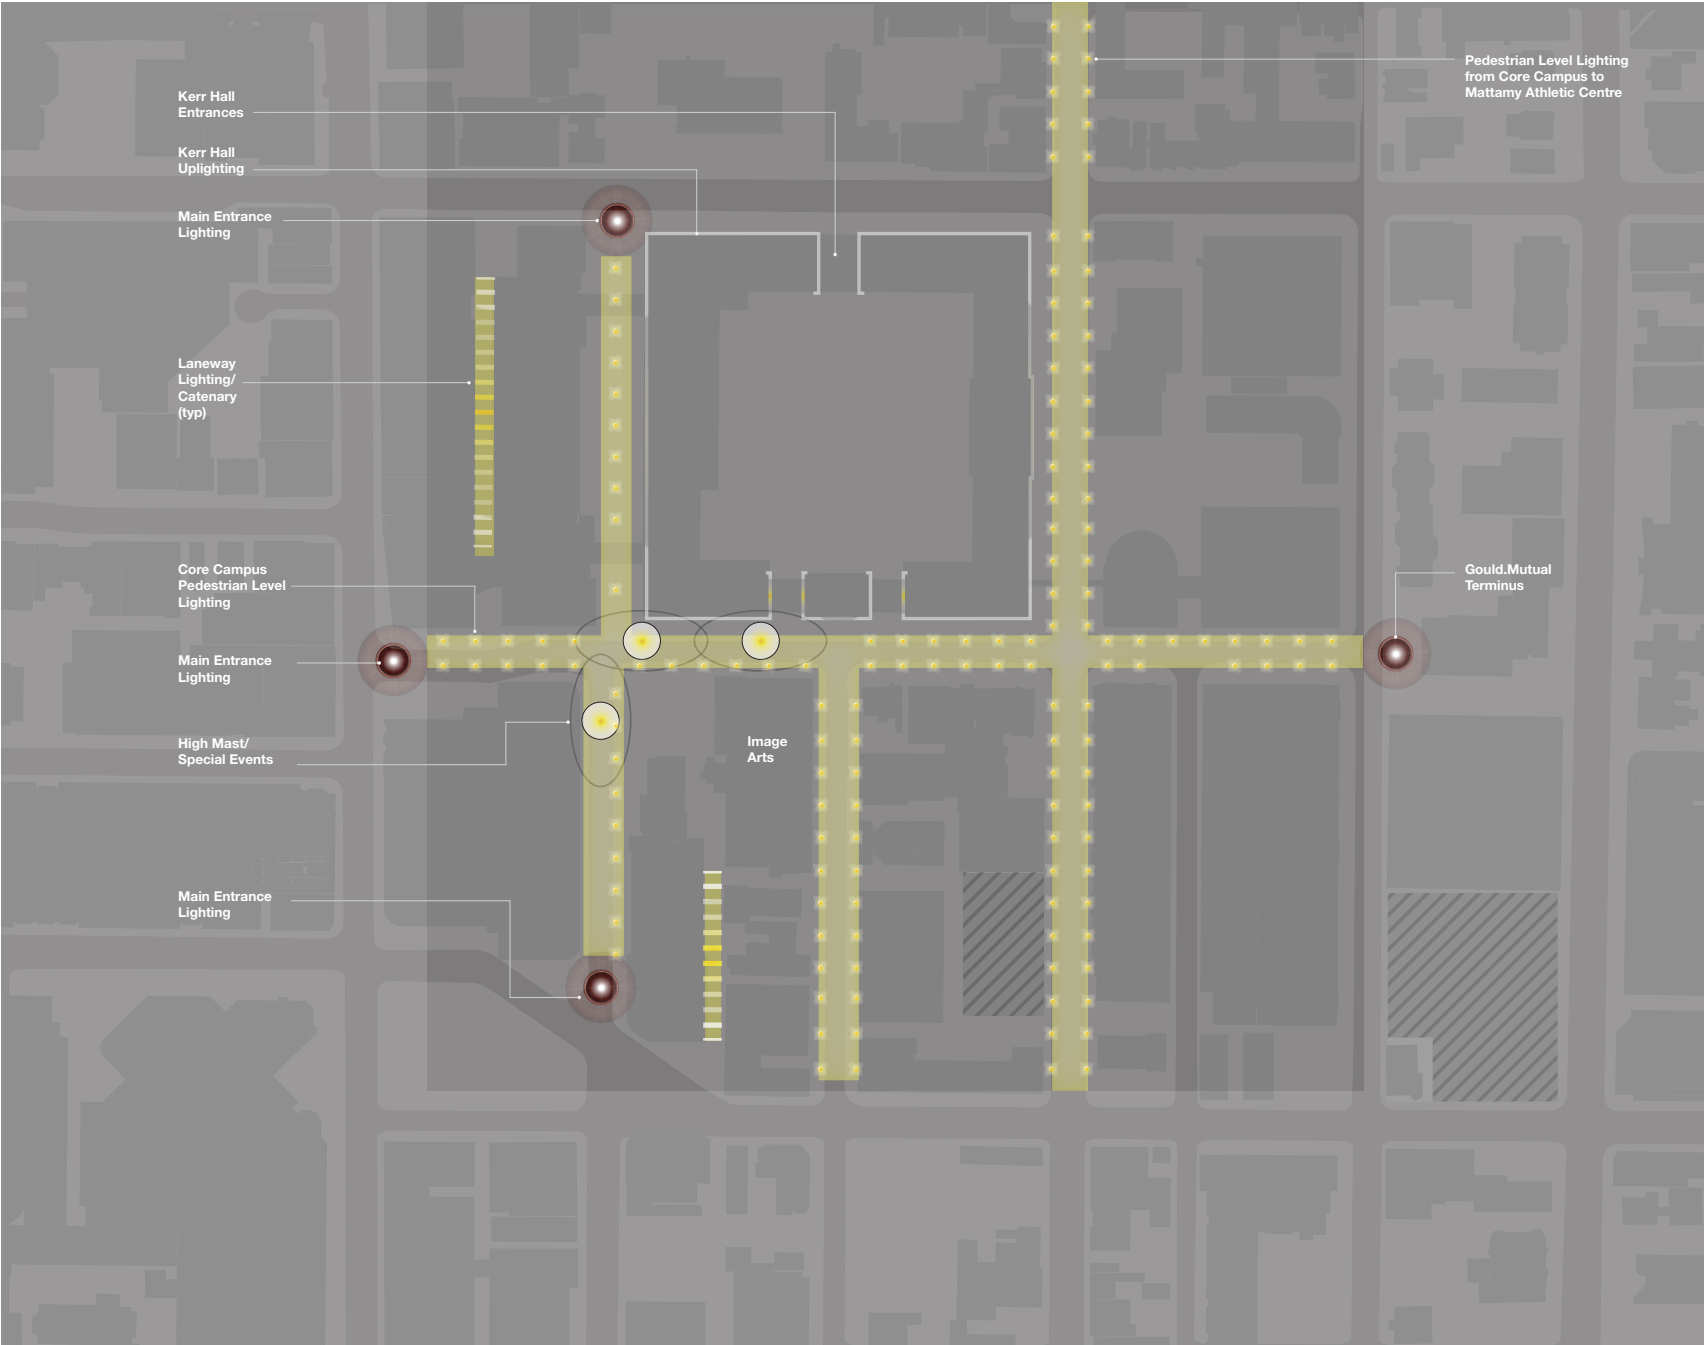 Pedestrian Level Lighting
from Core Campus to
Mattamy Athletic Centre
Kerr Hall
Entrances
Kerr Hall
Uplighting
Main Entrance
Lighting
Laneway
Lighting/
Catenary
(typ)
Core Campus
Pedestrian Level
Lighting
Gould.Mutual
Terminus
Main Entrance
Lighting
High Mast/
Special Events
Image
Arts
Main Entrance
Lighting